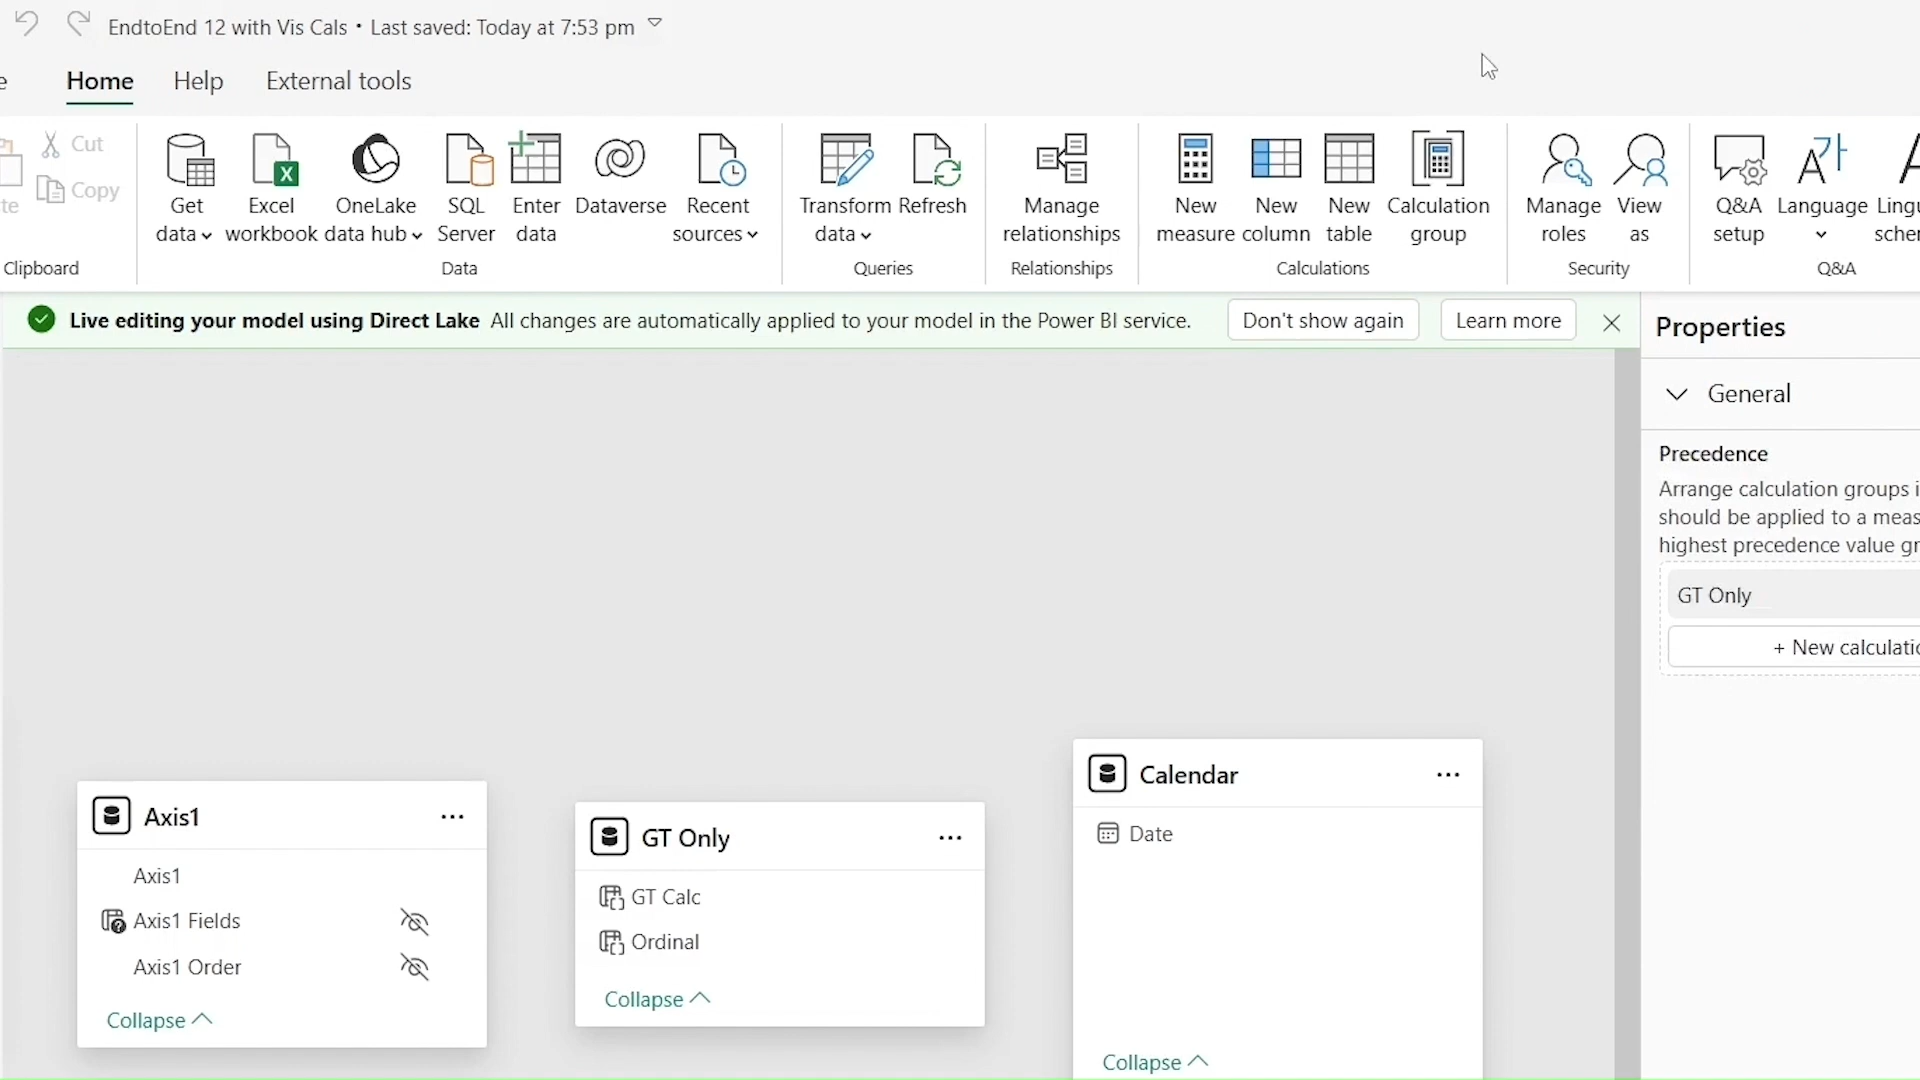 EndtoEnd 12 with Vis Cals • Last saved: Today at 7:53 pm
Home Help External tools
Cut
Copy
Clipboard
Get data
Excel workbook
OneLake data hub
SQL Server
Enter data
Dataverse
Recent sources
Data
Transform data
Refresh
Queries
Manage relationships
Relationships
New measure
New column
New table
Calculation group
Calculations
Manage roles
View as
Security
Q&A setup
Language
Q&A
Live editing your model using Direct Lake All changes are automatically applied to your model in the Power BI service.
Don't show again
Learn more
Properties
General
Precedence
Arrange calculation groups
should be applied to a
highest precedence value
GT Only
+ New
Axis1
Axis1
Axis1 Fields
Axis1 Order
Collapse
GT Only
GT Calc
Ordinal
Collapse
Calendar
Date
Collapse